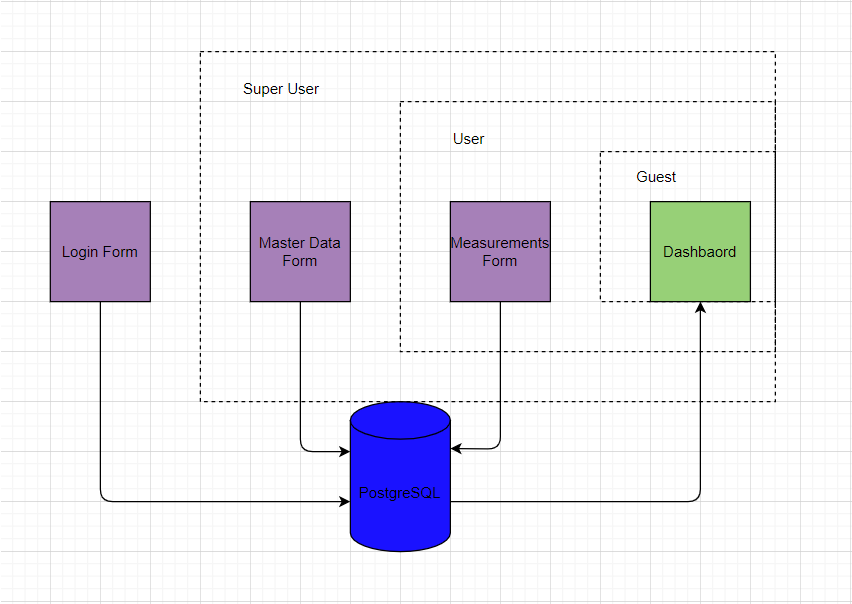 Super User
User
Guest
Login Form
Master Data
Form
Measurements
Form
Dashbaord
PostgreSQL